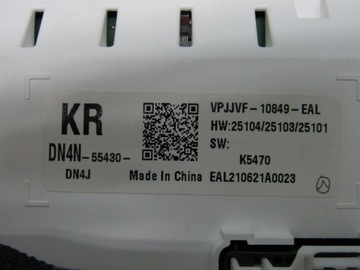 KR
VPJJVF-10849-EAL
HW:25104/25103/25101
SW:
DN4N-55430-
K5470
DN4J
Made In China
EAL210621A0023